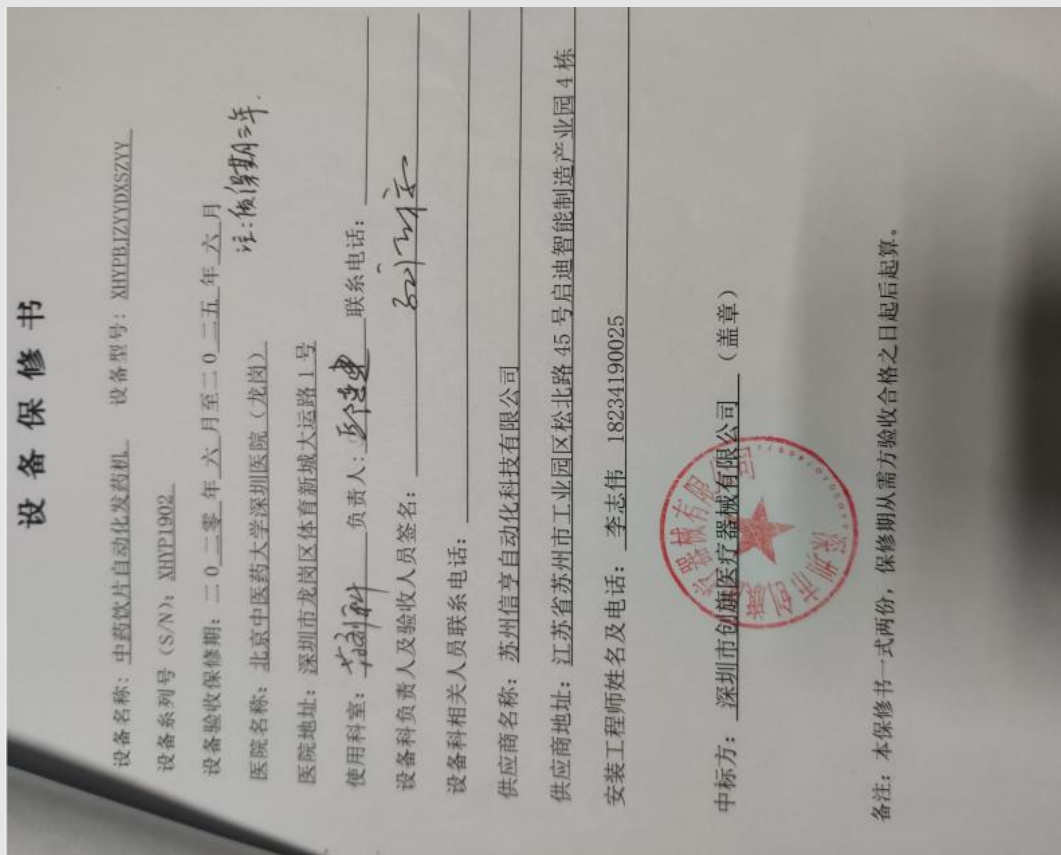 设备保修书
设备名称：中药饮片自动化发药机 设备型号：XHYPBJZYYDXSZYY
设备系列号（S/N）：XHYP1902
设备验收保修期：二0二零年六月至二0二五年六月
注：质保期三年.
医院名称：北京中医药大学深圳医院（龙岗）
医院地址：深圳市龙岗区体育新城大运路1号
使用科室：药剂科 负责人： 联系电话：
设备科负责人及验收人员签名：
设备科相关人员联系电话：
供应商名称：苏州信亨自动化科技有限公司
供应商地址：江苏省苏州市工业园区松北路45号启迪智能制造产业园4栋
安装工程师姓名及电话：李志伟 18234190025
中标方：深圳市创旗医疗器械有限公司（盖章）
备注：本保修书一式两份，保修期从需方验收合格之日起后起算。